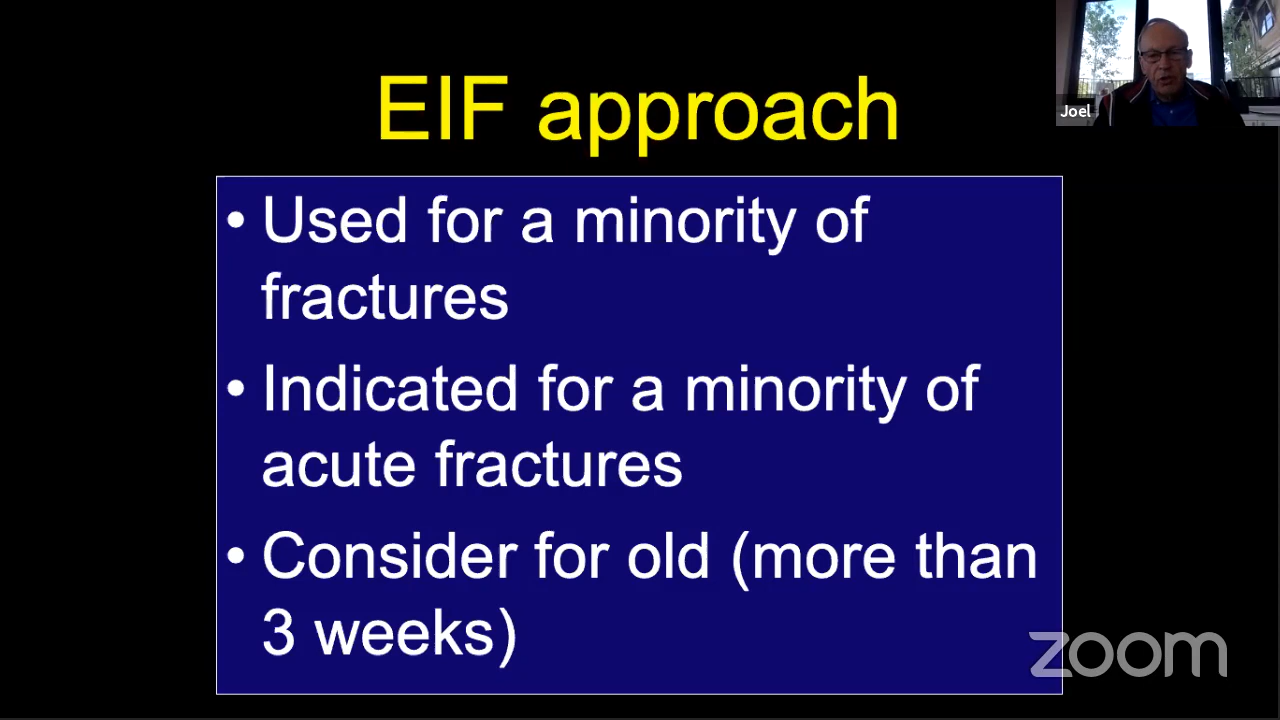 EIF approach
• Used for a minority of
fractures
• Indicated for a minority of
acute fractures
• Consider for old (more than
3 weeks)
Joel
zoom